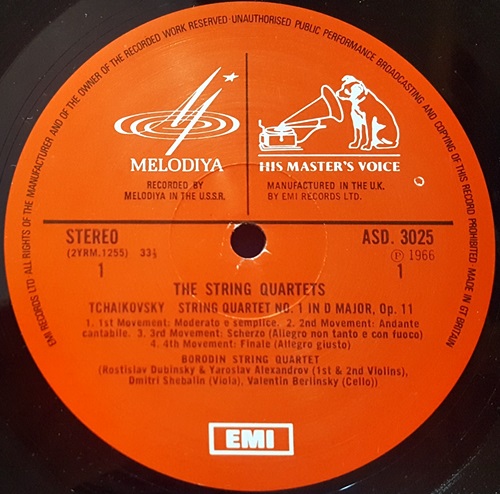 EMI RECORDS LTD ALL RIGHTS OF THE MANUFACTURER AND OF THE OWNER OF THE RECORDED WORK RESERVED · UNAUTHORISED PUBLIC PERFORMANCE BROADCASTING AND COPYING OF THIS RECORD PROHIBITED MADE IN GT BRITAIN
MELODIYA
HIS MASTER'S VOICE
RECORDED BY
MELODIYA IN THE U.S.S.R.
MANUFACTURED IN THE U.K.
BY EMI RECORDS LTD.
STEREO
(2YRM.1255) 33⅓
1
ASD. 3025
℗ 1966
1
THE STRING QUARTETS
TCHAIKOVSKY STRING QUARTET NO. 1 IN D MAJOR, Op. 11
1. 1st Movement: Moderato e semplice. 2. 2nd Movement: Andante
cantabile. 3. 3rd Movement: Scherzo (Allegro non tanto e con fuoco)
4. 4th Movement: Finale (Allegro giusto)
BORODIN STRING QUARTET
(Rostislav Dubinsky & Yaroslav Alexandrov (1st & 2nd Violins),
Dmitri Shebalin (Viola), Valentin Berlinsky (Cello))
EMI